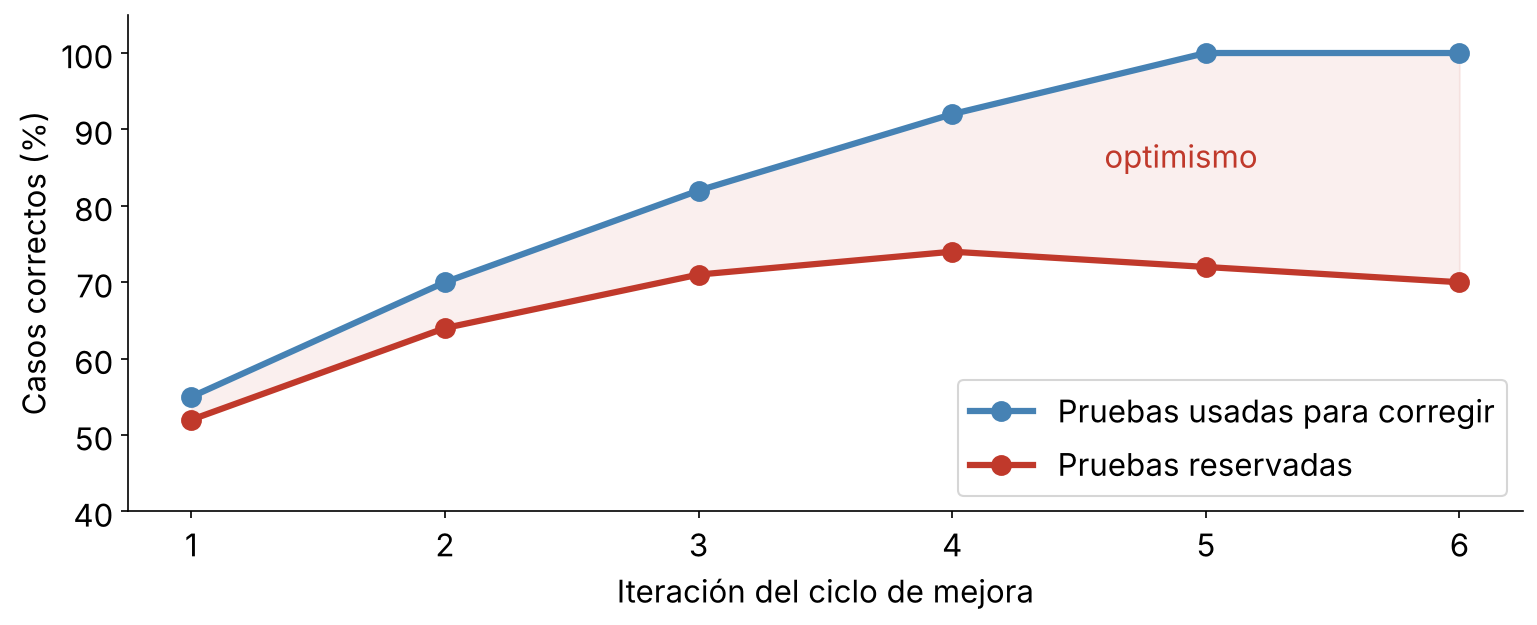 Casos correctos (%)
100
90
80
70
60
50
40
optimismo
Pruebas usadas para corregir
Pruebas reservadas
1 2 3 4 5 6
Iteración del ciclo de mejora